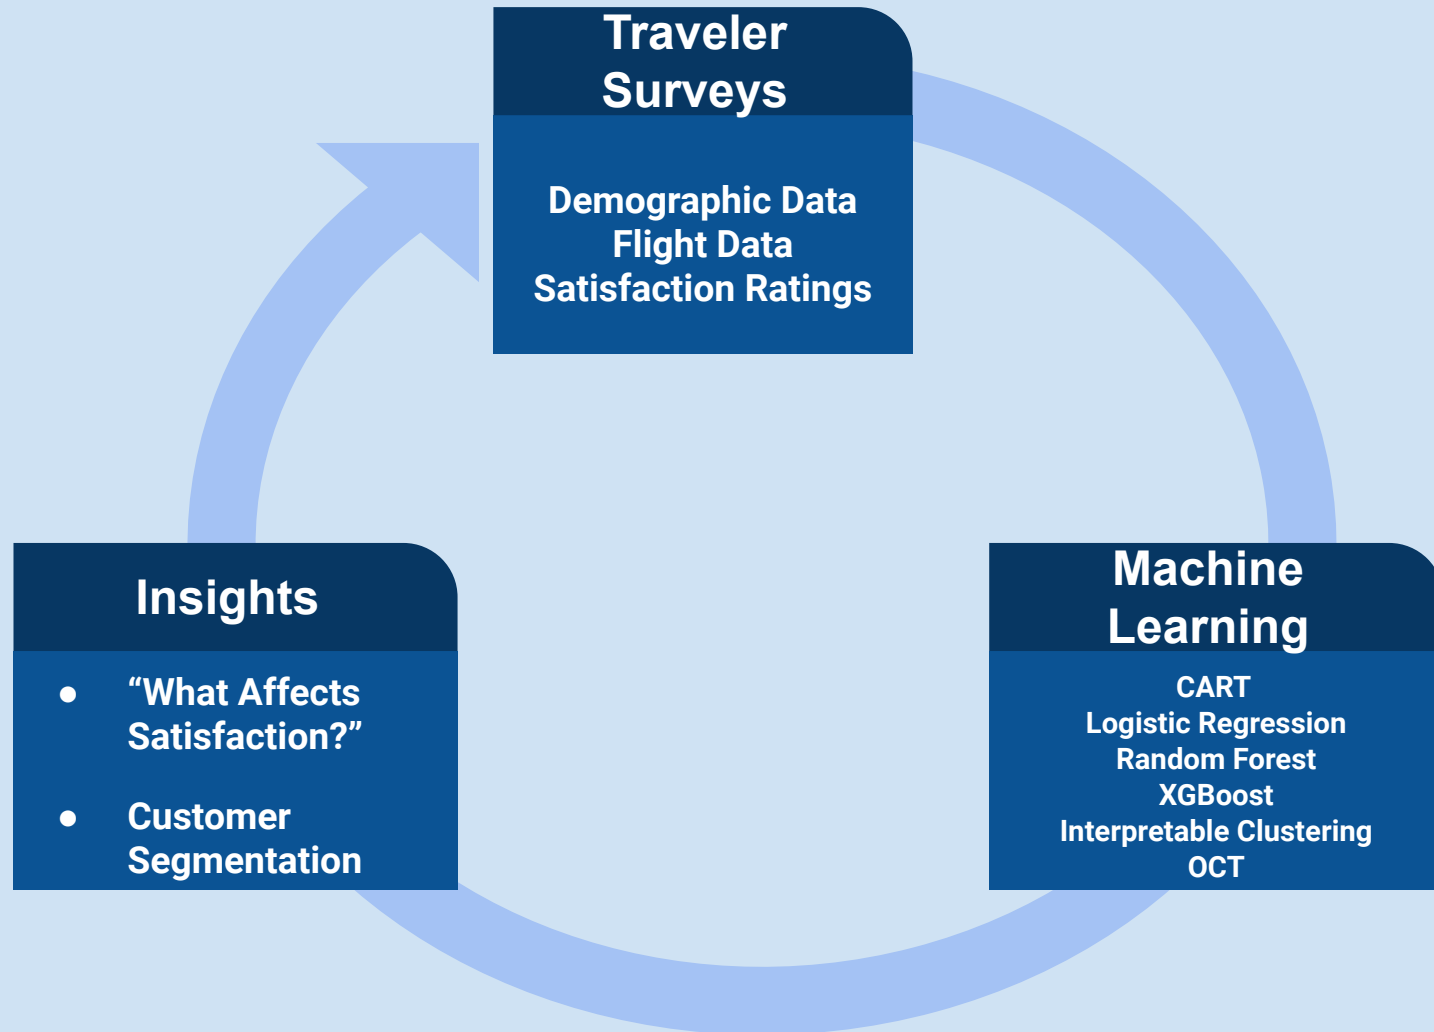 Traveler
Surveys
Demographic Data
Flight Data
Satisfaction Ratings
Insights
● “What Affects
Satisfaction?”
● Customer
Segmentation
Machine
Learning
CART
Logistic Regression
Random Forest
XGBoost
Interpretable Clustering
OCT